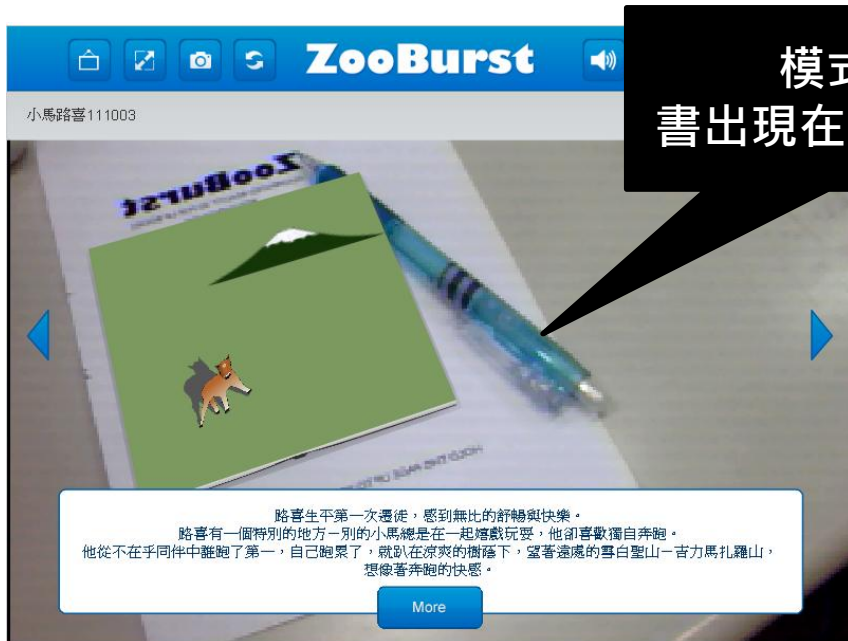 ZooBurst
模式
書出現在
小馬路喜111003
ZooBurst
路喜生平第一次遷徙，感到無比的舒暢與快樂。
路喜有一個特別的地方－別的小馬總是在一起嬉戲玩耍，他卻喜歡獨自奔跑。
他從不在乎同伴中誰跑了第一，自己跑累了，就趴在涼爽的樹蔭下，望著遠處的雪白聖山－吉力馬扎羅山，
想像著奔跑的快感。
More